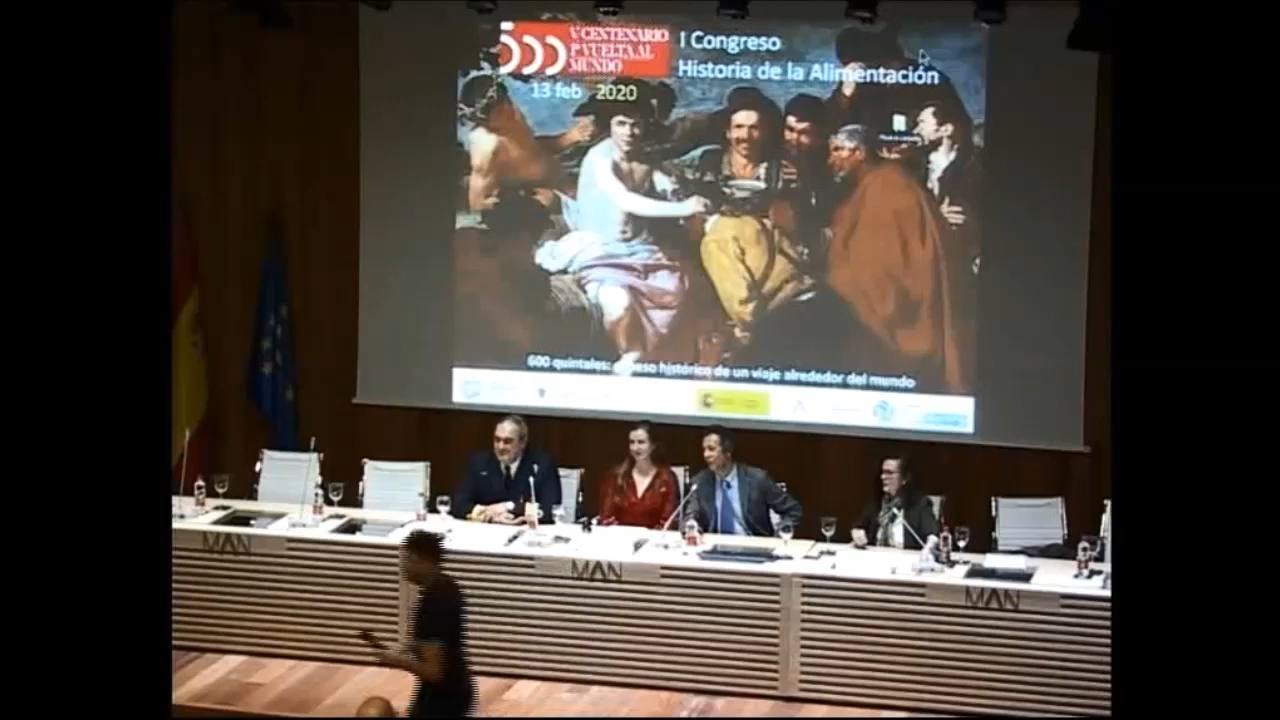 V CENTENARIO
1ª VUELTA AL
MUNDO
I Congreso
Historia de la Alimentación
13 feb 2020
600 quintales: peso histórico de un viaje alrededor del mundo
MAN
MAN
MAN